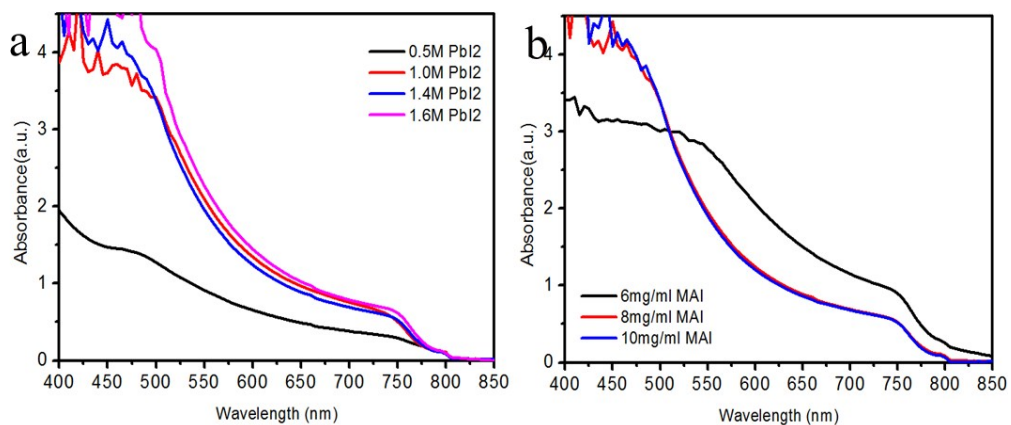 a
4
3
2
1
0
400 450 500 550 600 650 700 750 800 850
Absorbance(a.u.)
Wavelength (nm)
0.5M PbI2
1.0M PbI2
1.4M PbI2
1.6M PbI2
b
4
3
2
1
0
400 450 500 550 600 650 700 750 800 850
Absorbance(a.u.)
Wavelength (nm)
6mg/ml MAI
8mg/ml MAI
10mg/ml MAI